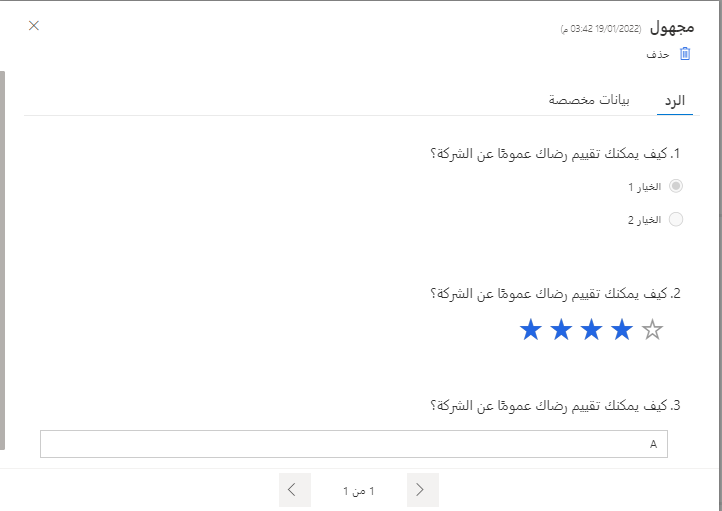 مجهول (19/01/2022 03:42 م)
حذف
الرد بيانات مخصصة
1. كيف يمكنك تقييم رضاك عمومًا عن الشركة؟
الخيار 1
الخيار 2
2. كيف يمكنك تقييم رضاك عمومًا عن الشركة؟
3. كيف يمكنك تقييم رضاك عمومًا عن الشركة؟
A
1 من 1